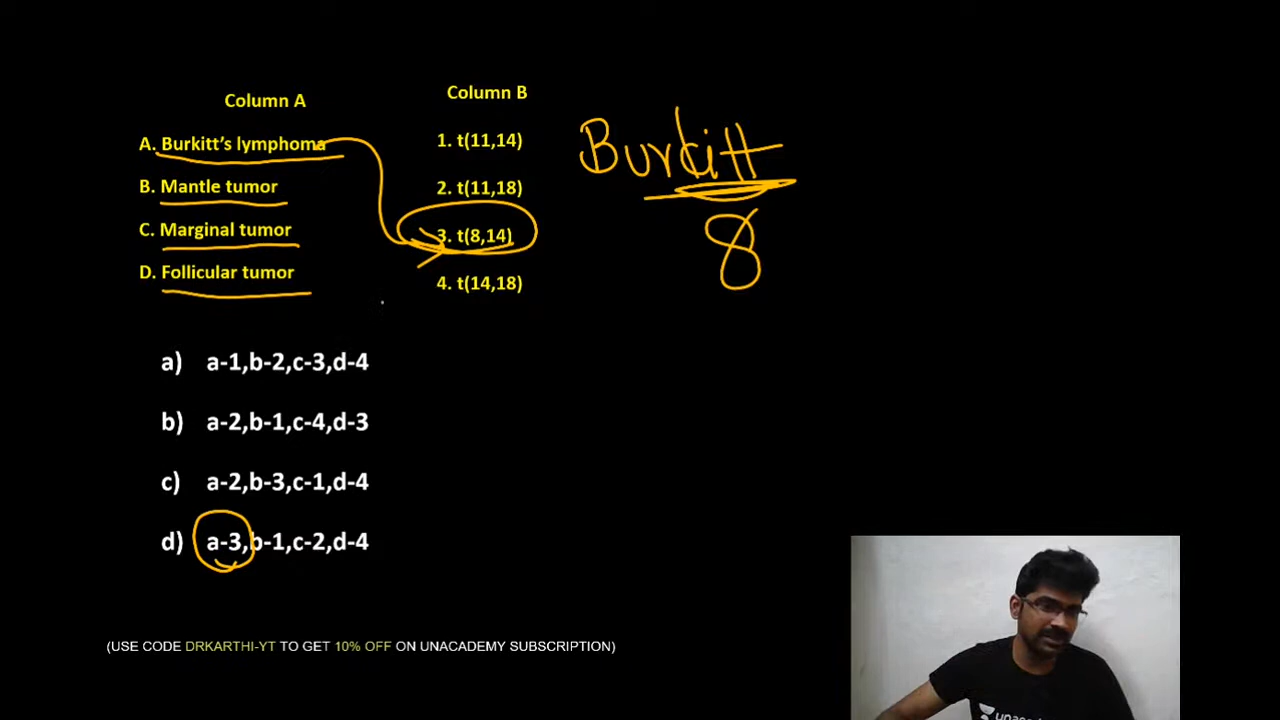 Column A
Column B
A. Burkitt's lymphoma
1. t(11,14)
B. Mantle tumor
2. t(11,18)
C. Marginal tumor
3. t(8,14)
D. Follicular tumor
4. t(14,18)
Burkitt
8
a) a-1,b-2,c-3,d-4
b) a-2,b-1,c-4,d-3
c) a-2,b-3,c-1,d-4
d) a-3,b-1,c-2,d-4
(USE CODE DRKARTHI-YT TO GET 10% OFF ON UNACADEMY SUBSCRIPTION)